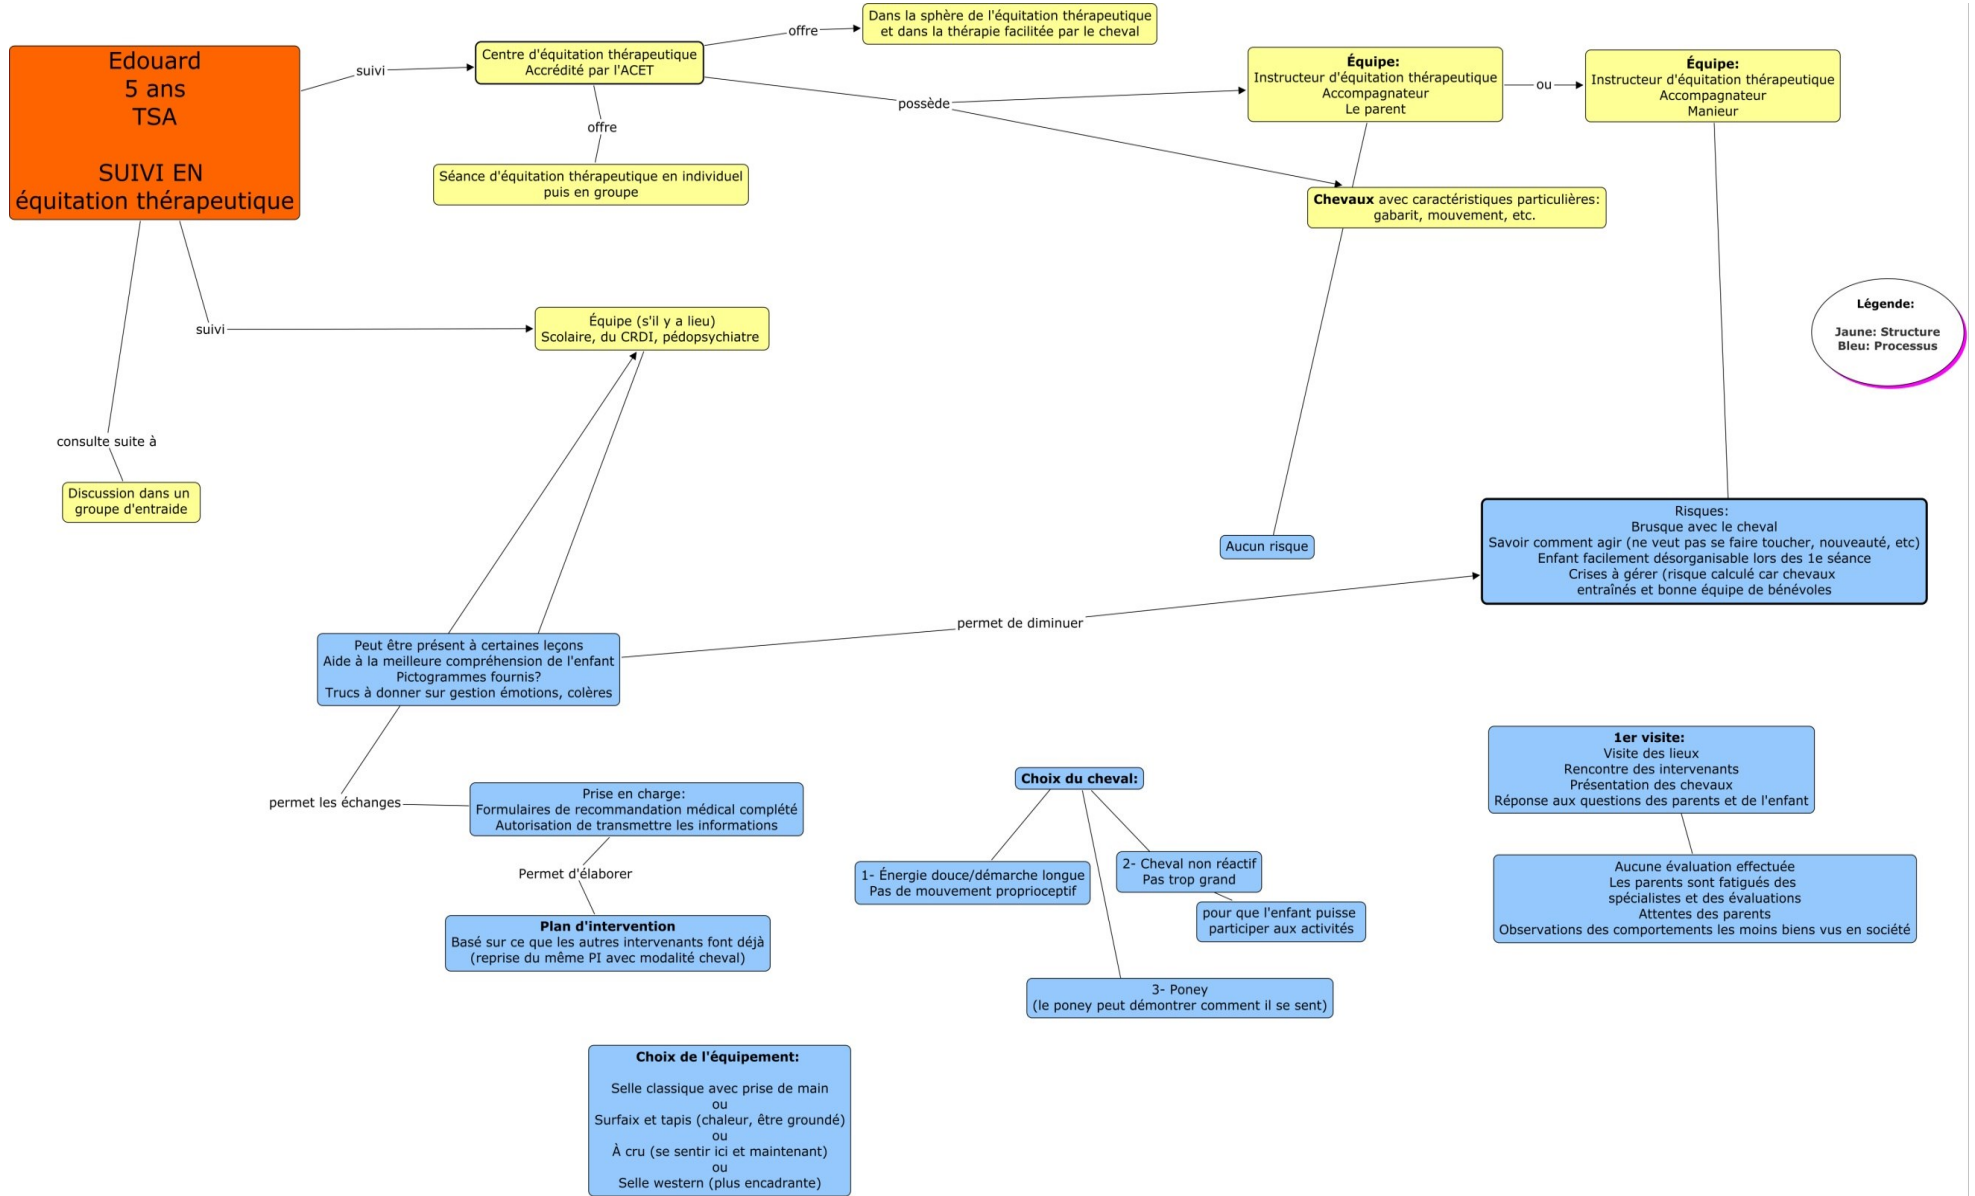 Edouard
5 ans
TSA
SUIVI EN
équitation thérapeutique
suivi
Centre d'équitation thérapeutique
Accrédité par l'ACET
offre
Dans la sphère de l'équitation thérapeutique
et dans la thérapie facilitée par le cheval
offre
Séance d'équitation thérapeutique en individuel
puis en groupe
possède
Équipe:
Instructeur d'équitation thérapeutique
Accompagnateur
Le parent
ou
Équipe:
Instructeur d'équitation thérapeutique
Accompagnateur
Manieur
Chevaux avec caractéristiques particulières:
gabarit, mouvement, etc.
Légende:
Jaune: Structure
Bleu: Processus
suivi
Équipe (s'il y a lieu)
Scolaire, du CRDI, pédopsychiatre
consulte suite à
Discussion dans un
groupe d'entraide
Aucun risque
Risques:
Brusque avec le cheval
Savoir comment agir (ne veut pas se faire toucher, nouveauté, etc)
Enfant facilement désorganisable lors des 1e séance
Crises à gérer (risque calculé car chevaux
entraînés et bonne équipe de bénévoles
permet de diminuer
Peut être présent à certaines leçons
Aide à la meilleure compréhension de l'enfant
Pictogrammes fournis?
Trucs à donner sur gestion émotions, colères
permet les échanges
Prise en charge:
Formulaires de recommandation médical complété
Autorisation de transmettre les informations
Permet d'élaborer
Plan d'intervention
Basé sur ce que les autres intervenants font déjà
(reprise du même PI avec modalité cheval)
Choix du cheval:
1- Énergie douce/démarche longue
Pas de mouvement proprioceptif
2- Cheval non réactif
Pas trop grand
pour que l'enfant puisse
participer aux activités
3- Poney
(le poney peut démontrer comment il se sent)
1er visite:
Visite des lieux
Rencontre des intervenants
Présentation des chevaux
Réponse aux questions des parents et de l'enfant
Aucune évaluation effectuée
Les parents sont fatigués des
spécialistes et des évaluations
Attentes des parents
Observations des comportements les moins biens vus en société
Choix de l'équipement:
Selle classique avec prise de main
ou
Surfaix et tapis (chaleur, être groundé)
ou
À cru (se sentir ici et maintenant)
ou
Selle western (plus encadrante)